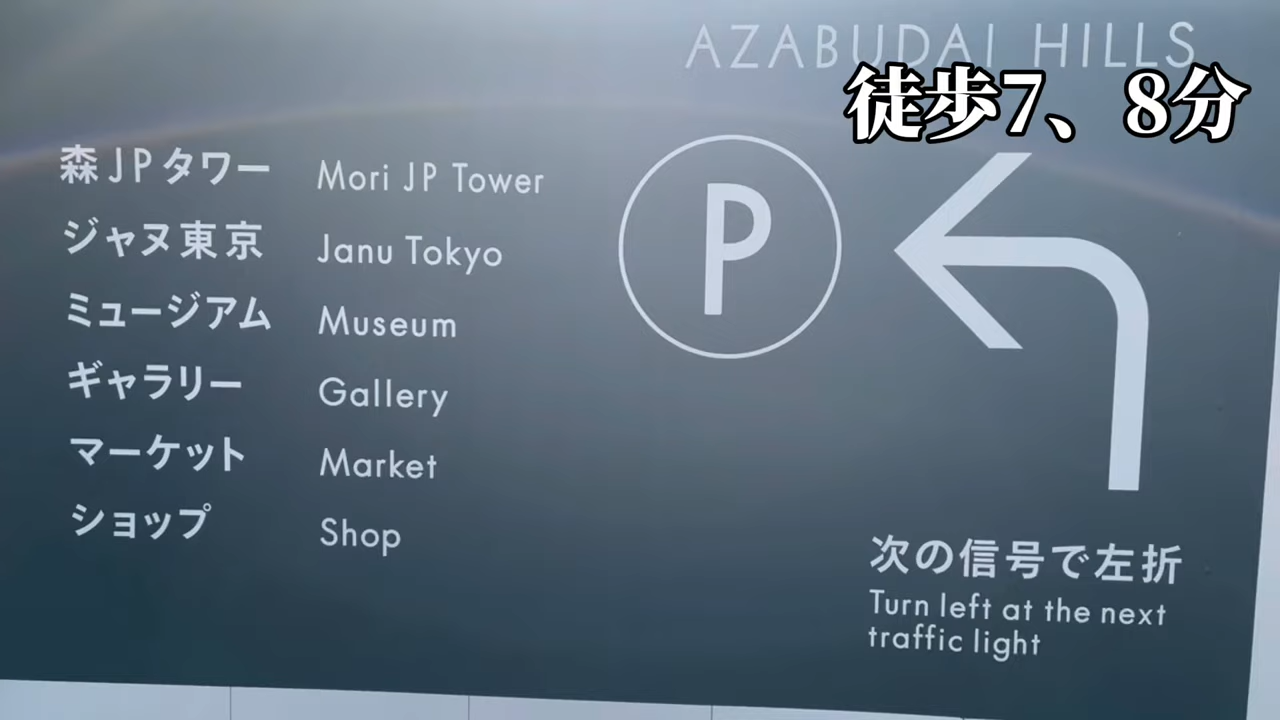 AZABUDAI HILLS
徒歩7、8分
森JPタワー Mori JP Tower
ジャヌ東京 Janu Tokyo
ミュージアム Museum
ギャラリー Gallery
マーケット Market
ショップ Shop
P
次の信号で左折
Turn left at the next
traffic light